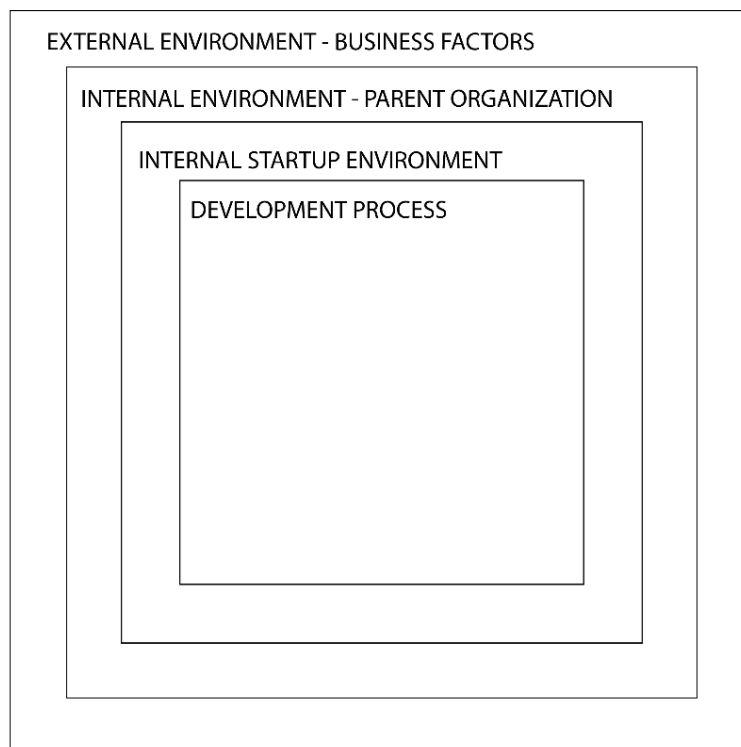 EXTERNAL ENVIRONMENT - BUSINESS FACTORS
INTERNAL ENVIRONMENT - PARENT ORGANIZATION
INTERNAL STARTUP ENVIRONMENT
DEVELOPMENT PROCESS